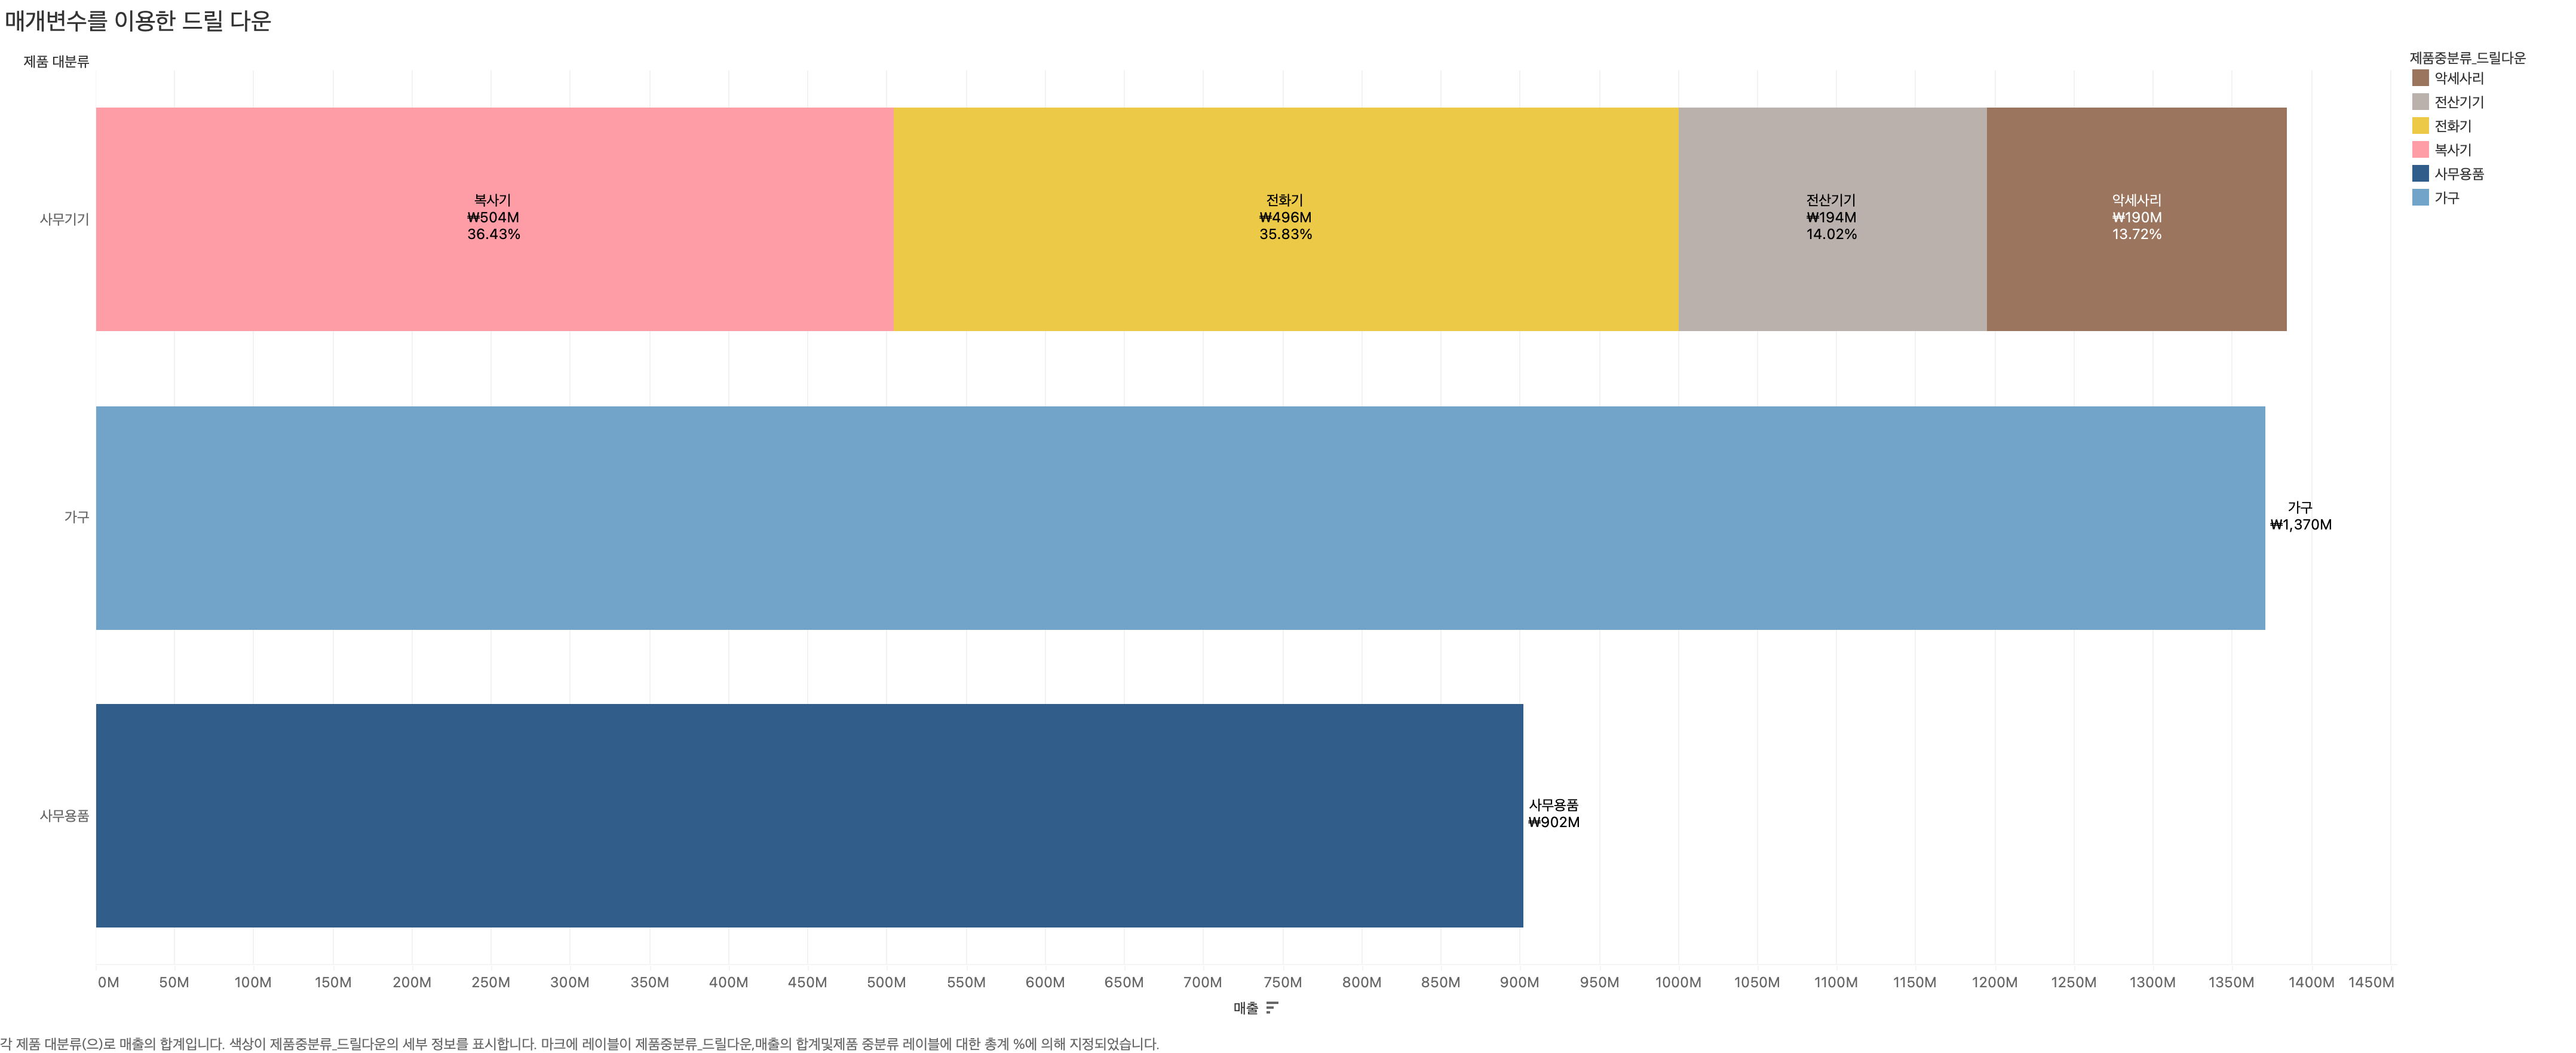 매개변수를 이용한 드릴 다운
제품 대분류
제품중분류_드릴다운
악세사리
전산기기
전화기
복사기
사무용품
가구
사무기기
복사기
₩504M
36.43%
전화기
₩496M
35.83%
전산기기
₩194M
14.02%
악세사리
₩190M
13.72%
가구
가구
₩1,370M
사무용품
사무용품
₩902M
0M 50M 100M 150M 200M 250M 300M 350M 400M 450M 500M 550M 600M 650M 700M 750M 800M 850M 900M 950M 1000M 1050M 1100M 1150M 1200M 1250M 1300M 1350M 1400M 1450M
매출
각 제품 대분류(으)로 매출의 합계입니다. 색상이 제품중분류_드릴다운의 세부 정보를 표시합니다. 마크에 레이블이 제품중분류_드릴다운,매출의 합계및제품 중분류 레이블에 대한 총계 %에 의해 지정되었습니다.